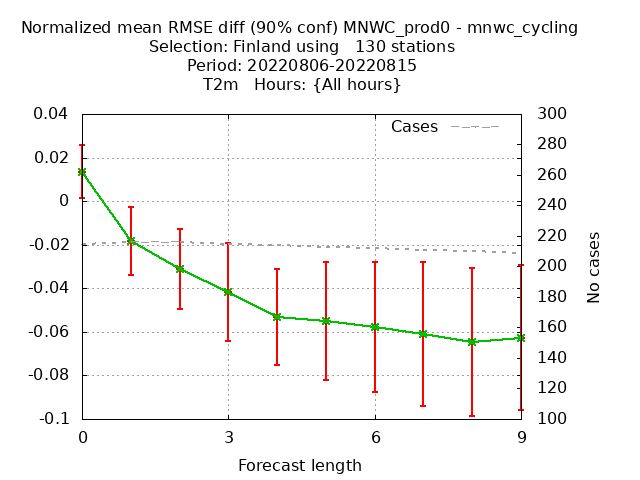 Normalized mean RMSE diff (90% conf) MNWC_prod0 - mnwc_cycling
Selection: Finland using   130 stations
Period: 20220806-20220815
T2m   Hours: {All hours}
Cases
0.04
0.02
0
-0.02
-0.04
-0.06
-0.08
-0.1
300
280
260
240
220
200
180
160
140
120
100
No cases
0 3 6 9
Forecast length